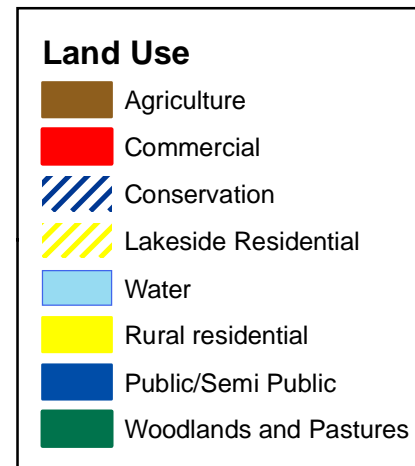 Land Use
Agriculture
Commercial
Conservation
Lakeside Residential
Water
Rural residential
Public/Semi Public
Woodlands and Pastures